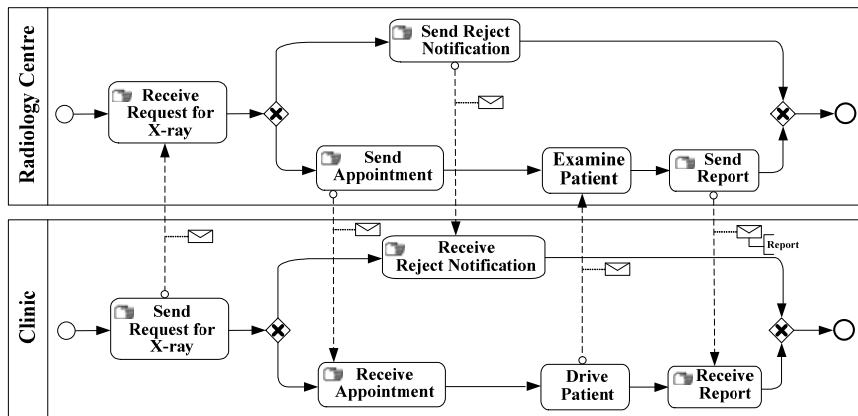 Radiology Centre
Receive
Request for
X-ray
Send Reject
Notification
Send
Appointment
Examine
Patient
Send
Report
Clinic
Send
Request for
X-ray
Receive
Reject Notification
Report
Receive
Appointment
Drive
Patient
Receive
Report